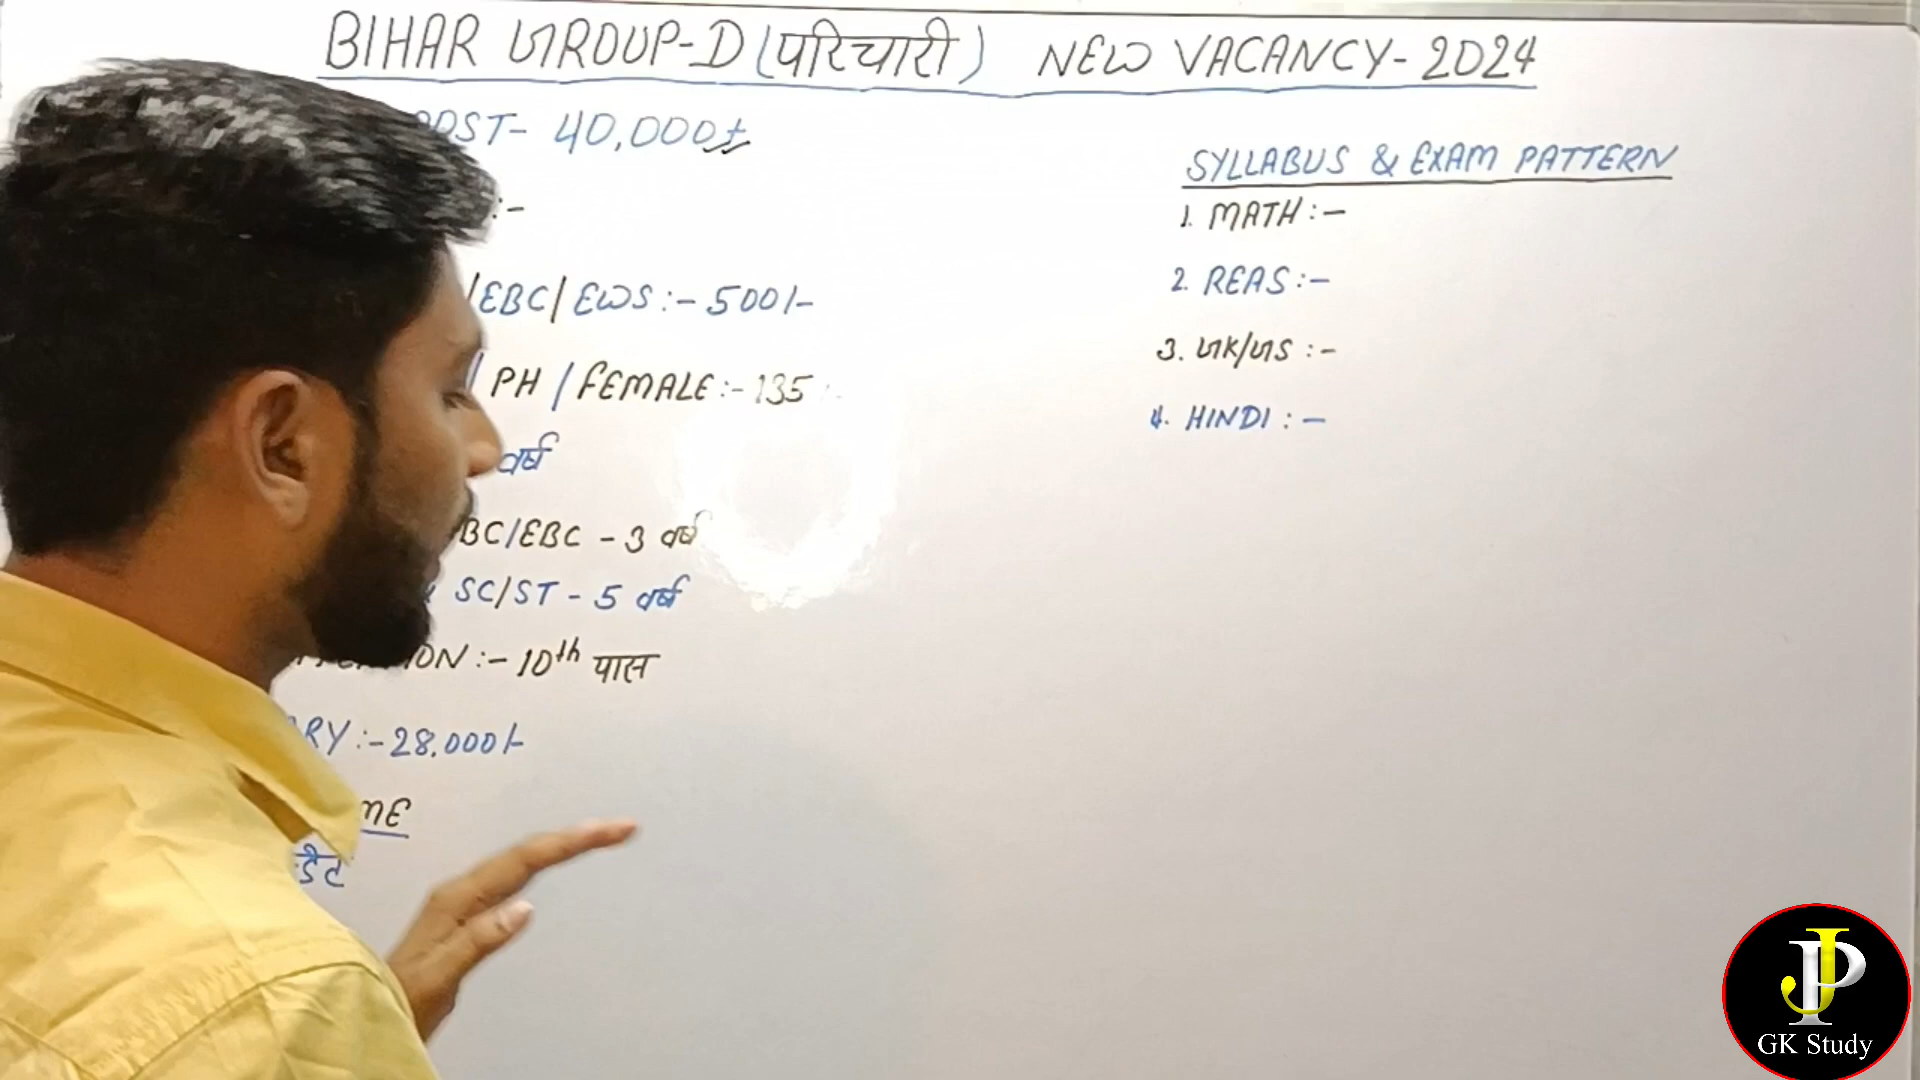 BIHAR GROUP-D (परिचारी) NEW VACANCY-2024
POST- 40,000±
:-
/EBC/EWS:- 500/-
/ PH / FEMALE:- 135
वर्ष
BC/EBC - 3 वर्ष
SC/ST - 5 वर्ष
ION:- 10th पास
ARY:- 28,000/-
ME
डेट
SYLLABUS & EXAM PATTERN
1. MATH:-
2. REAS:-
3. GK/GS:-
4. HINDI:-
JP
GK Study